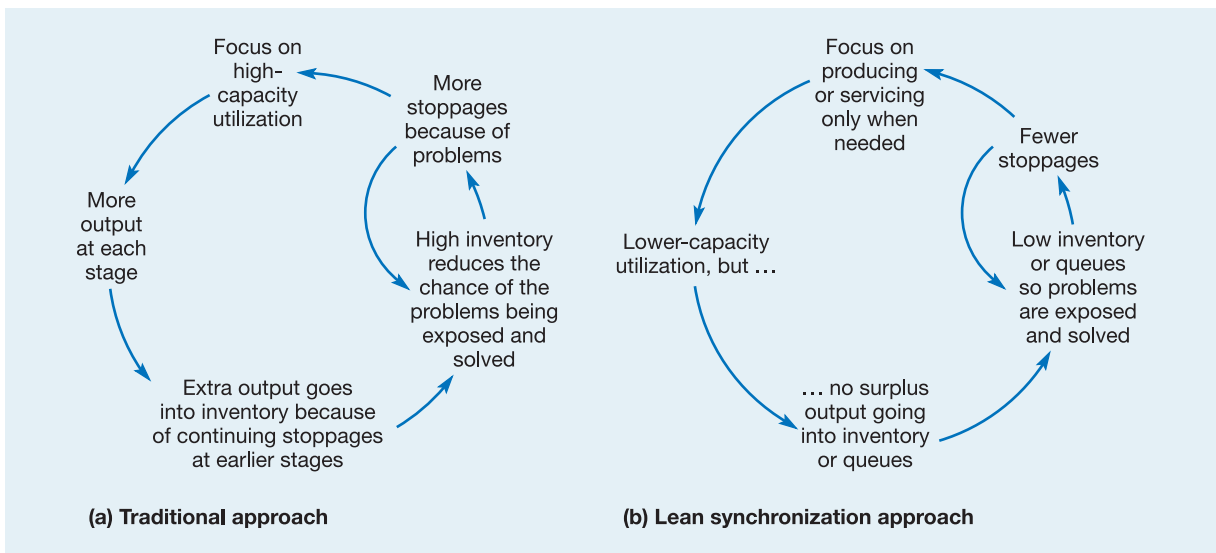 Focus on
high-
capacity
utilization
More
stoppages
because of
problems
More
output
at each
stage
High inventory
reduces the
chance of the
problems being
exposed and
solved
Extra output goes
into inventory because
of continuing stoppages
at earlier stages
(a) Traditional approach
Focus on
producing
or servicing
only when
needed
Fewer
stoppages
Lower-capacity
utilization, but …
Low inventory
or queues
so problems
are exposed
and solved
… no surplus
output going
into inventory
or queues
(b) Lean synchronization approach